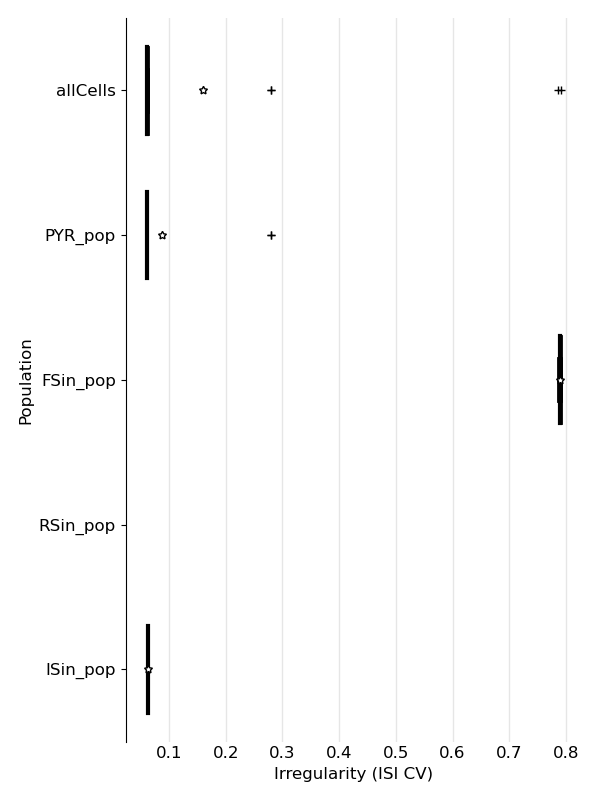 allCells
PYR_pop
FSin_pop
RSin_pop
ISin_pop
Population
0.1 0.2 0.3 0.4 0.5 0.6 0.7 0.8
Irregularity (ISI CV)